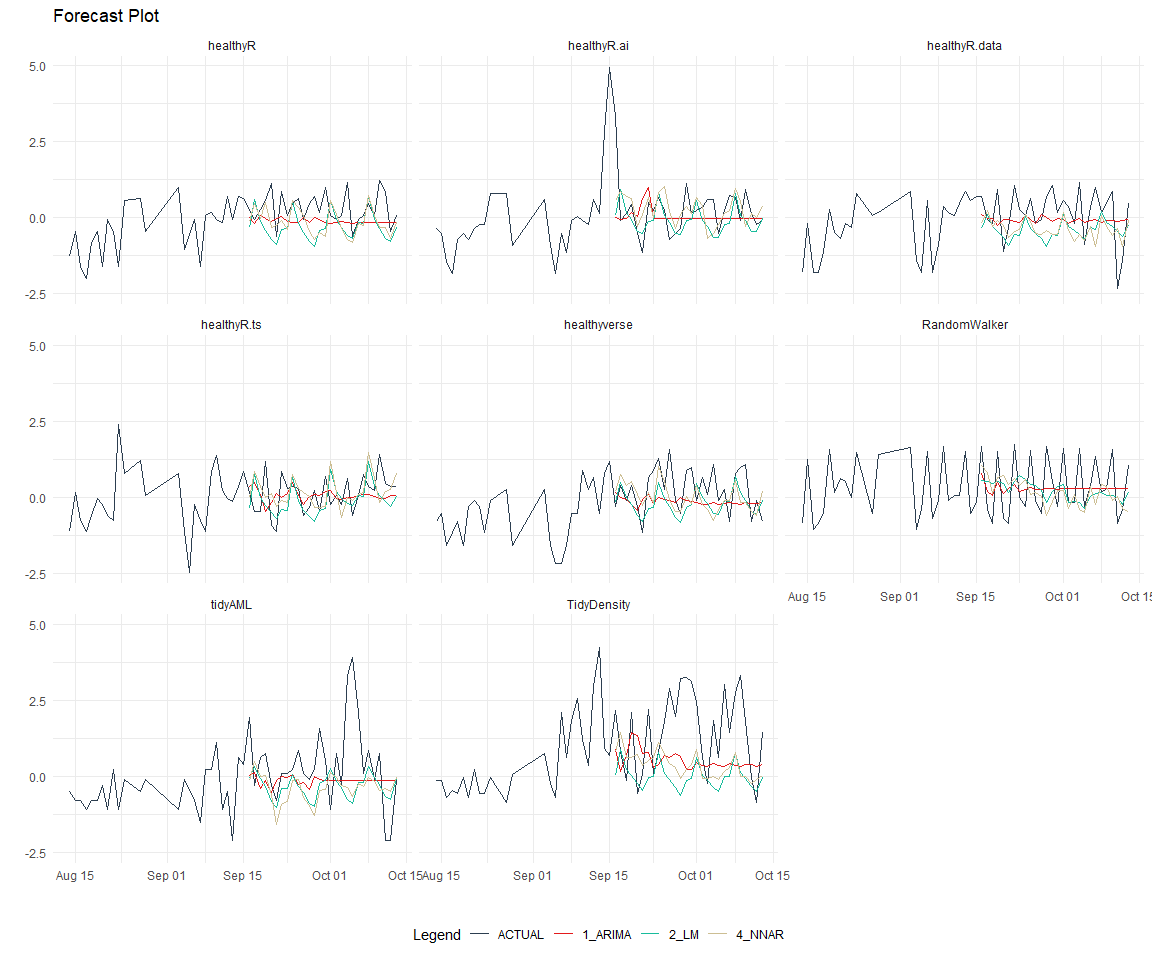 Forecast Plot
healthyR healthyR.ai healthyR.data
5.0
2.5
0.0
-2.5
healthyR.ts healthyverse RandomWalker
5.0
2.5
0.0
-2.5
Aug 15 Sep 01 Sep 15 Oct 01 Oct 15
tidyAML TidyDensity
5.0
2.5
0.0
-2.5
Aug 15 Sep 01 Sep 15 Oct 01 Oct 15 Aug 15 Sep 01 Sep 15 Oct 01 Oct 15
Legend ACTUAL 1_ARIMA 2_LM 4_NNAR